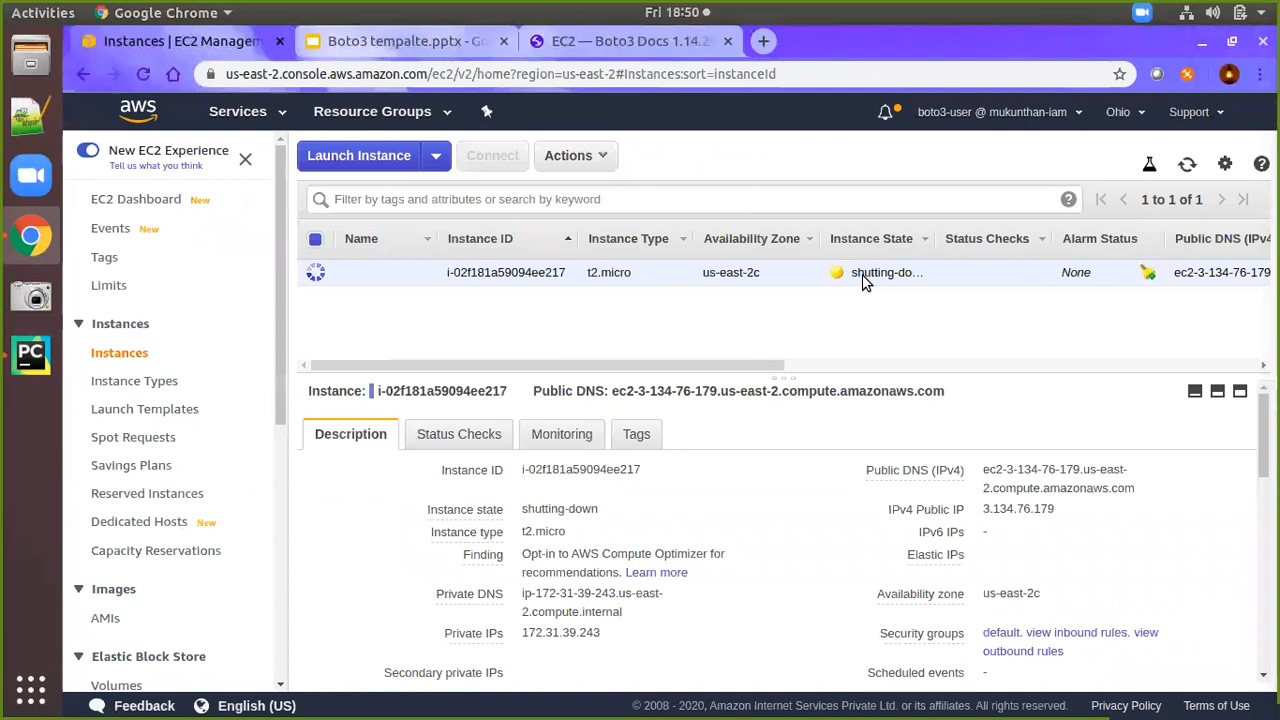 Activities
Google Chrome
Fri 18:50
Instances | EC2 Managem
Boto3 tempalte.pptx - Go
EC2 — Boto3 Docs 1.14.2
us-east-2.console.aws.amazon.com/ec2/v2/home?region=us-east-2#Instances:sort=instanceId
aws
Services
Resource Groups
boto3-user @ mukunthan-iam
Ohio
Support
New EC2 Experience
Tell us what you think
EC2 Dashboard New
Events New
Tags
Limits
Instances
Instances
Instance Types
Launch Templates
Spot Requests
Savings Plans
Reserved Instances
Dedicated Hosts New
Capacity Reservations
Images
AMIs
Elastic Block Store
Volumes
Launch Instance
Connect
Actions
Filter by tags and attributes or search by keyword
1 to 1 of 1
Name
Instance ID
Instance Type
Availability Zone
Instance State
Status Checks
Alarm Status
Public DNS (IPv4
i-02f181a59094ee217
t2.micro
us-east-2c
shutting-do...
None
ec2-3-134-76-179
Instance: i-02f181a59094ee217
Public DNS: ec2-3-134-76-179.us-east-2.compute.amazonaws.com
Description
Status Checks
Monitoring
Tags
Instance ID
i-02f181a59094ee217
Public DNS (IPv4)
ec2-3-134-76-179.us-east-
2.compute.amazonaws.com
Instance state
shutting-down
IPv4 Public IP
3.134.76.179
Instance type
t2.micro
IPv6 IPs
-
Finding
Opt-in to AWS Compute Optimizer for
recommendations. Learn more
Elastic IPs
Private DNS
ip-172-31-39-243.us-east-
2.compute.internal
Availability zone
us-east-2c
Private IPs
172.31.39.243
Security groups
default. view inbound rules. view
outbound rules
Secondary private IPs
Scheduled events
-
PC
Feedback
English (US)
© 2008 - 2020, Amazon Internet Services Private Ltd. or its affiliates. All rights reserved.
Privacy Policy
Terms of Use